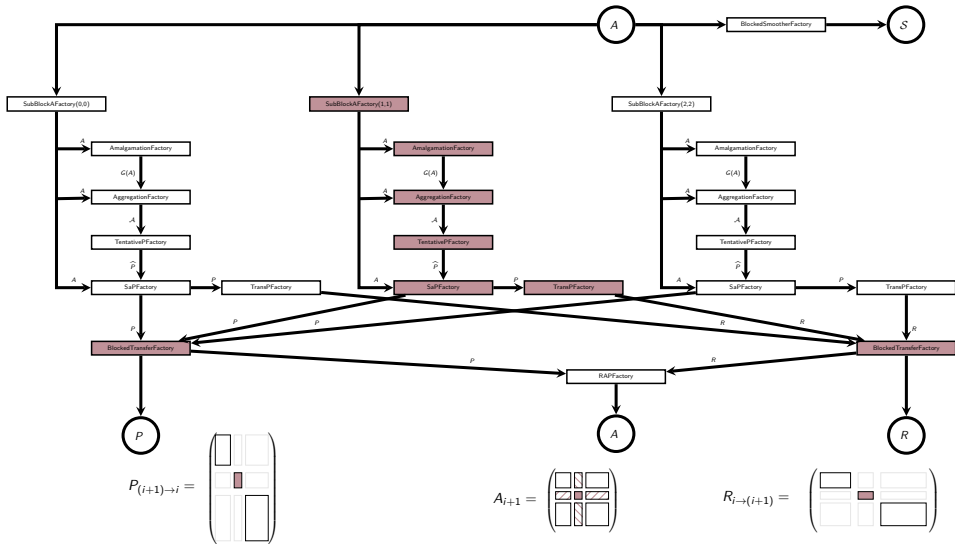 A
BlockedSmootherFactory
S
SubBlockAFactory(0,0)
SubBlockAFactory(1,1)
SubBlockAFactory(2,2)
A
AmalgamationFactory
A
AmalgamationFactory
A
AmalgamationFactory
G(A)
G(A)
G(A)
A
AggregationFactory
A
AggregationFactory
A
AggregationFactory
A
A
A
TentativePFactory
TentativePFactory
TentativePFactory
P̂
P̂
P̂
A
SaPFactory
P
TransPFactory
A
SaPFactory
P
TransPFactory
A
SaPFactory
P
TransPFactory
P
P
P
R
R
R
BlockedTransferFactory
BlockedTransferFactory
P
R
RAPFactory
P
A
R
P(i+1)→i =
Ai+1 =
Ri→(i+1) =